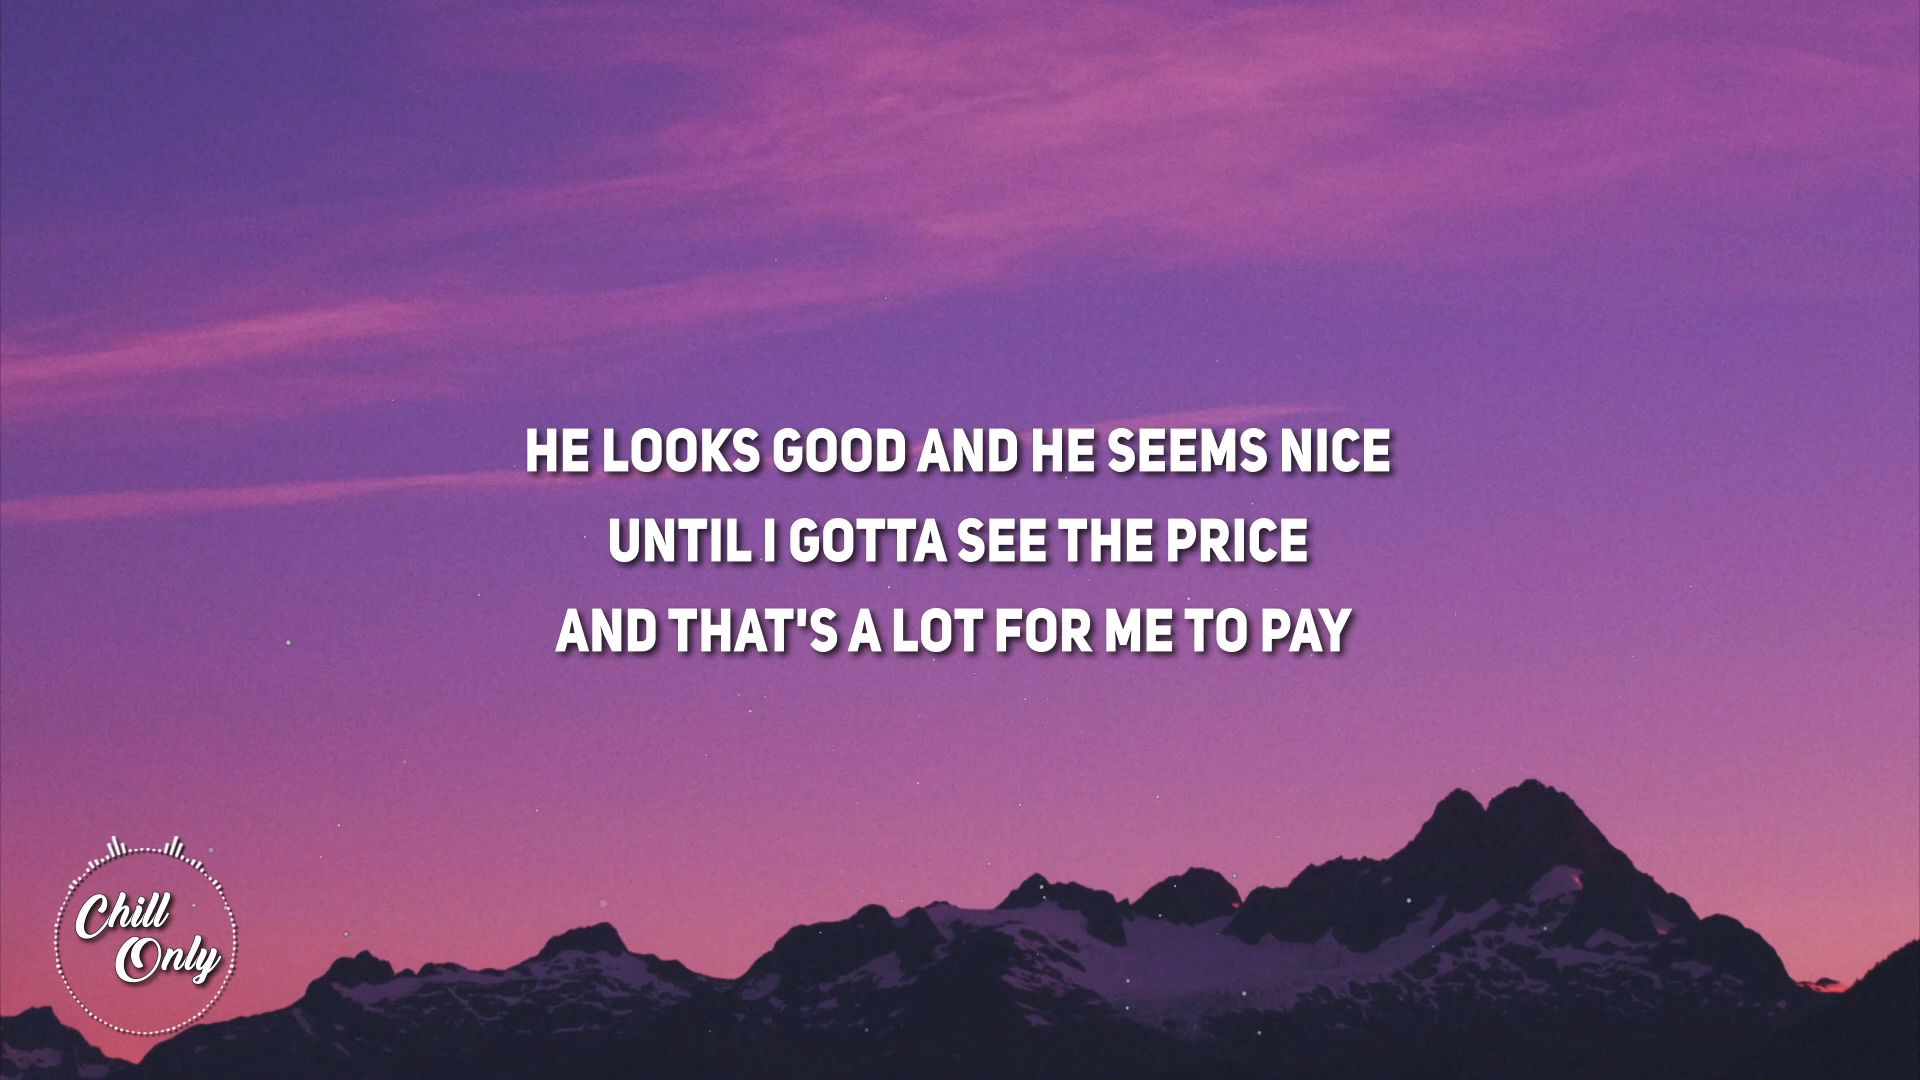 HE LOOKS GOOD AND HE SEEMS NICE
UNTIL I GOTTA SEE THE PRICE
AND THAT'S A LOT FOR ME TO PAY
Chill
Only